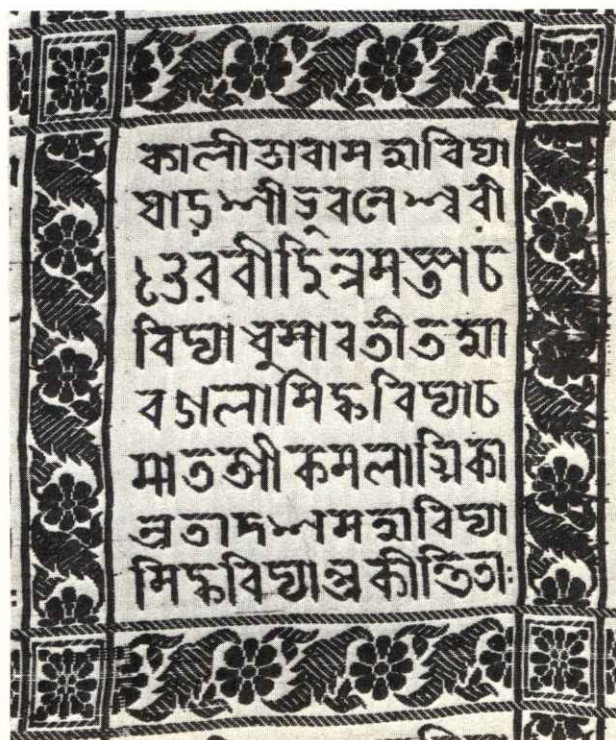 কালীতারামহাবিদ্যা
ষোড়শীভুবনেশ্বরী
ভৈরবীছিন্নমস্তাচ
বিদ্যাধুমাবতীতথা
বগলাসিদ্ধবিদ্যাচ
মাতঙ্গীকমলাত্মিকা
এতাদশমহাবিদ্যা
সিদ্ধবিদ্যাপ্রকীর্ত্তিতাঃ